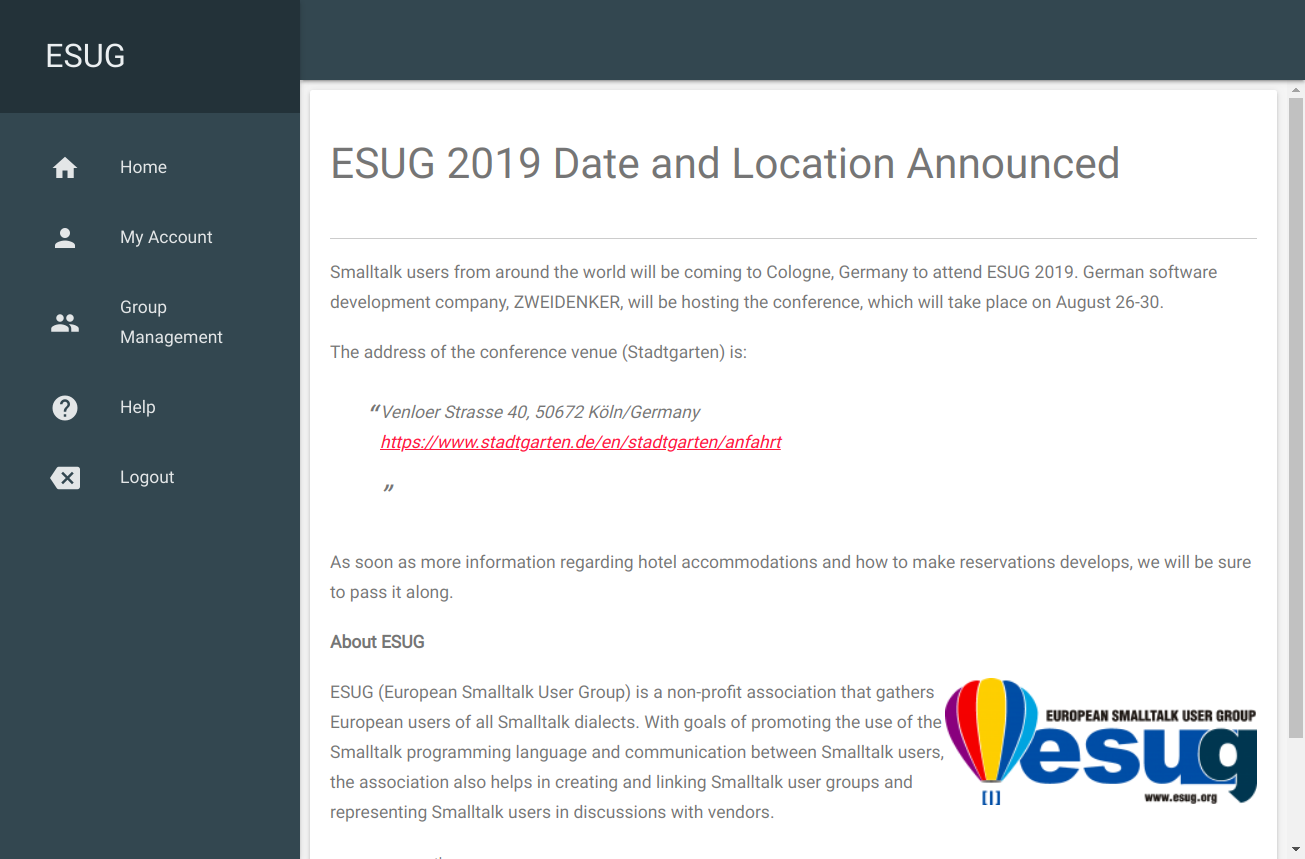 ESUG
Home
My Account
Group
Management
Help
Logout
ESUG 2019 Date and Location Announced
Smalltalk users from around the world will be coming to Cologne, Germany to attend ESUG 2019. German software
development company, ZWEIDENKER, will be hosting the conference, which will take place on August 26-30.
The address of the conference venue (Stadtgarten) is:
“Venloer Strasse 40, 50672 Köln/Germany
https://www.stadtgarten.de/en/stadtgarten/anfahrt
”
As soon as more information regarding hotel accommodations and how to make reservations develops, we will be sure
to pass it along.
About ESUG
ESUG (European Smalltalk User Group) is a non-profit association that gathers
European users of all Smalltalk dialects. With goals of promoting the use of the
Smalltalk programming language and communication between Smalltalk users,
the association also helps in creating and linking Smalltalk user groups and
representing Smalltalk users in discussions with vendors.
EUROPEAN SMALLTALK USER GROUP
esug
www.esug.org